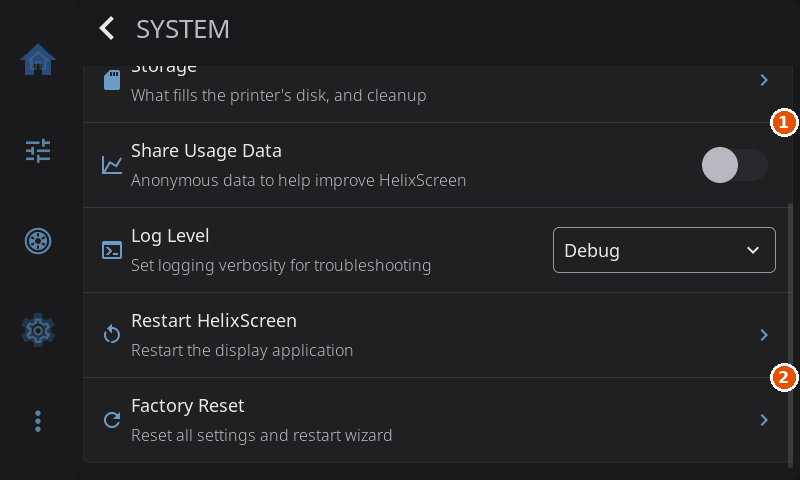 SYSTEM
Storage
What fills the printer's disk, and cleanup
1
Share Usage Data
Anonymous data to help improve HelixScreen
Log Level
Set logging verbosity for troubleshooting
Debug
Restart HelixScreen
Restart the display application
2
Factory Reset
Reset all settings and restart wizard